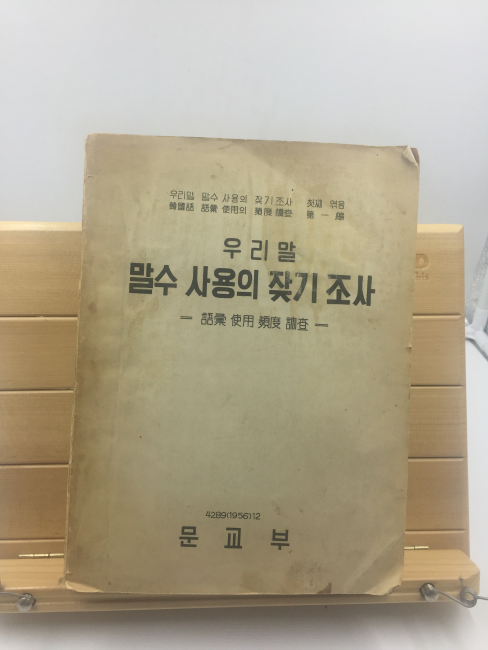 우리말 말수 사용의 잦기 조사 첫째 엮음
韓國語 語彙 使用의 頻度 調査 第一編
우리말
말수 사용의 잦기 조사
— 語彙 使用 頻度 調査 —
4289(1956)12
문교부